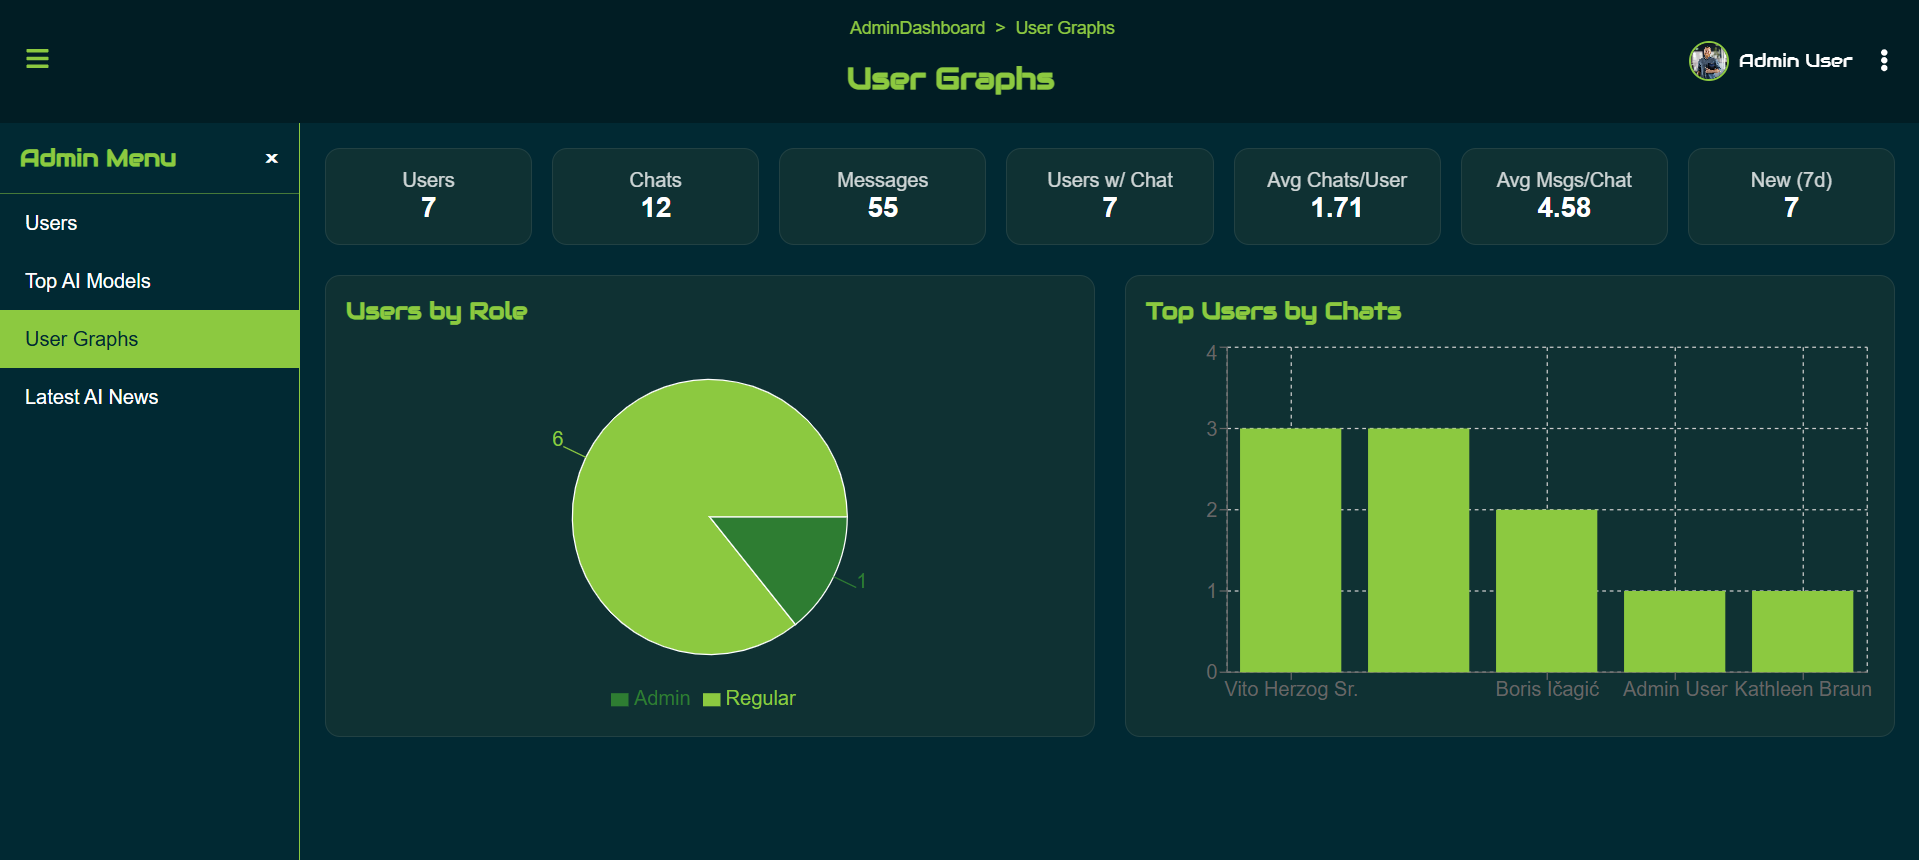 AdminDashboard > User Graphs
User Graphs
Admin User
Admin Menu
x
Users
Top AI Models
User Graphs
Latest AI News
Users
7
Chats
12
Messages
55
Users w/ Chat
7
Avg Chats/User
1.71
Avg Msgs/Chat
4.58
New (7d)
7
Users by Role
6
1
Admin
Regular
Top Users by Chats
4
3
2
1
0
Vito Herzog Sr.
Boris Ičagić
Admin User
Kathleen Braun